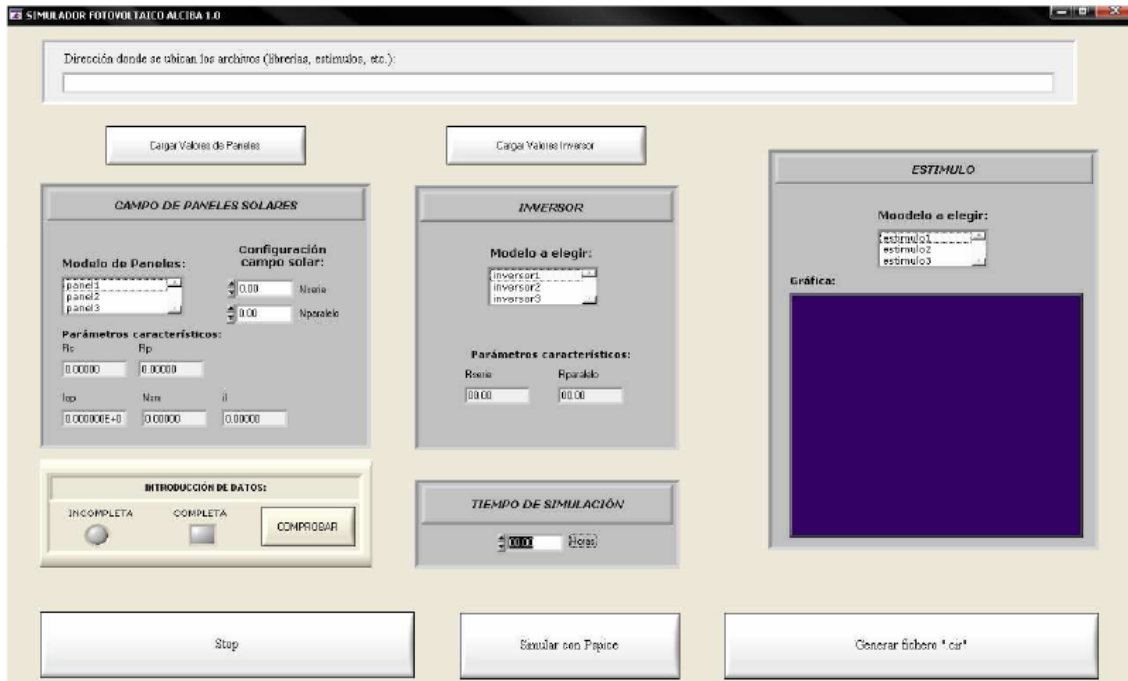 SIMULADOR FOTOVOLTAICO ALCIBA 1.0
Dirección donde se ubican los archivos (librerías, estimulos, etc.):
Cargar Valores de Paneles
Cargar Valores Inversor
CAMPO DE PANELES SOLARES
Modelo de Paneles:
panel1
panel2
panel3
Configuración
campo solar:
0.00 Nserie
0.00 Nparalelo
Parámetros característicos:
Rs Rp
0.00000 0.00000
Nsm il
0.000000E+0 0.00000 0.00000
INTRODUCCIÓN DE DATOS:
INCOMPLETA COMPLETA
COMPROBAR
INVERSOR
Modelo a elegir:
inversor1
inversor2
inversor3
Parámetros característicos:
Rserie Rparalelo
00.00 00.00
TIEMPO DE SIMULACIÓN
00.00 Horas
ESTIMULO
Moodelo a elegir:
estimulo1
estimulo2
estimulo3
Gráfica:
Stop
Simular con Pspice
Generar fichero ".cir"